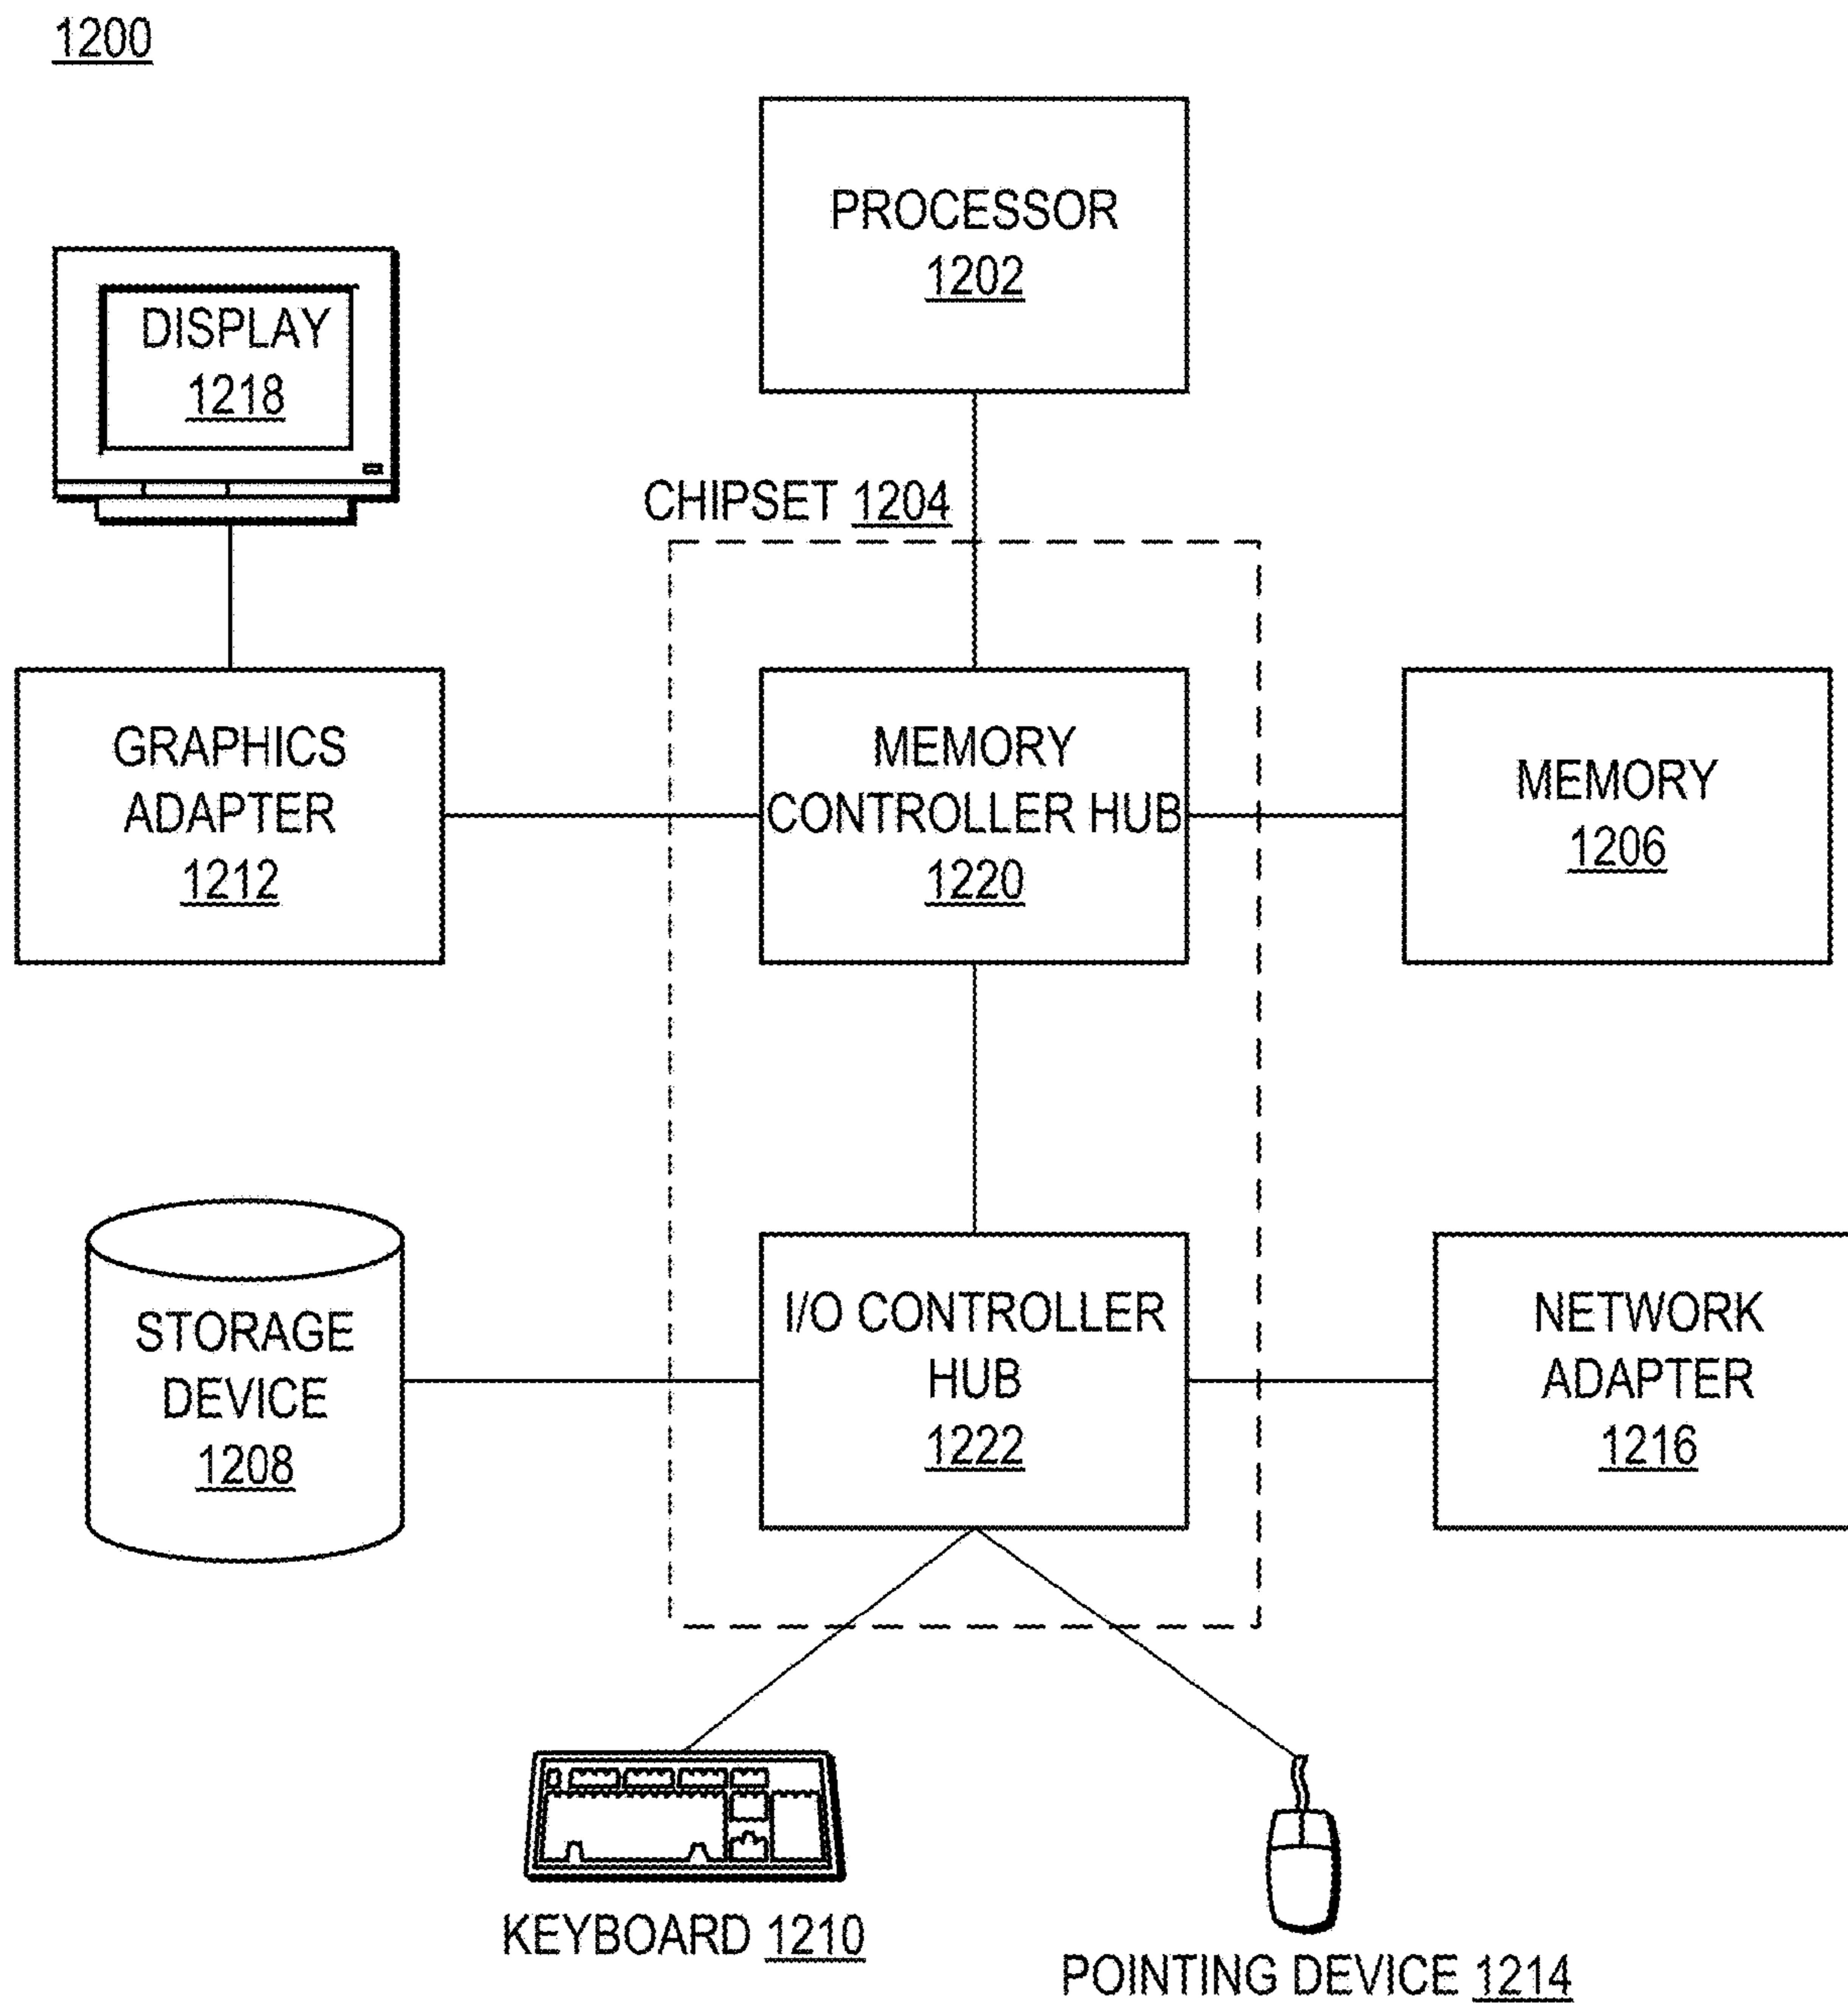 1200
PROCESSOR
1202
DISPLAY
1218
CHIPSET 1204
GRAPHICS
ADAPTER
1212
MEMORY
CONTROLLER HUB
1220
MEMORY
1206
STORAGE
DEVICE
1208
I/O CONTROLLER
HUB
1222
NETWORK
ADAPTER
1216
KEYBOARD 1210
POINTING DEVICE 1214